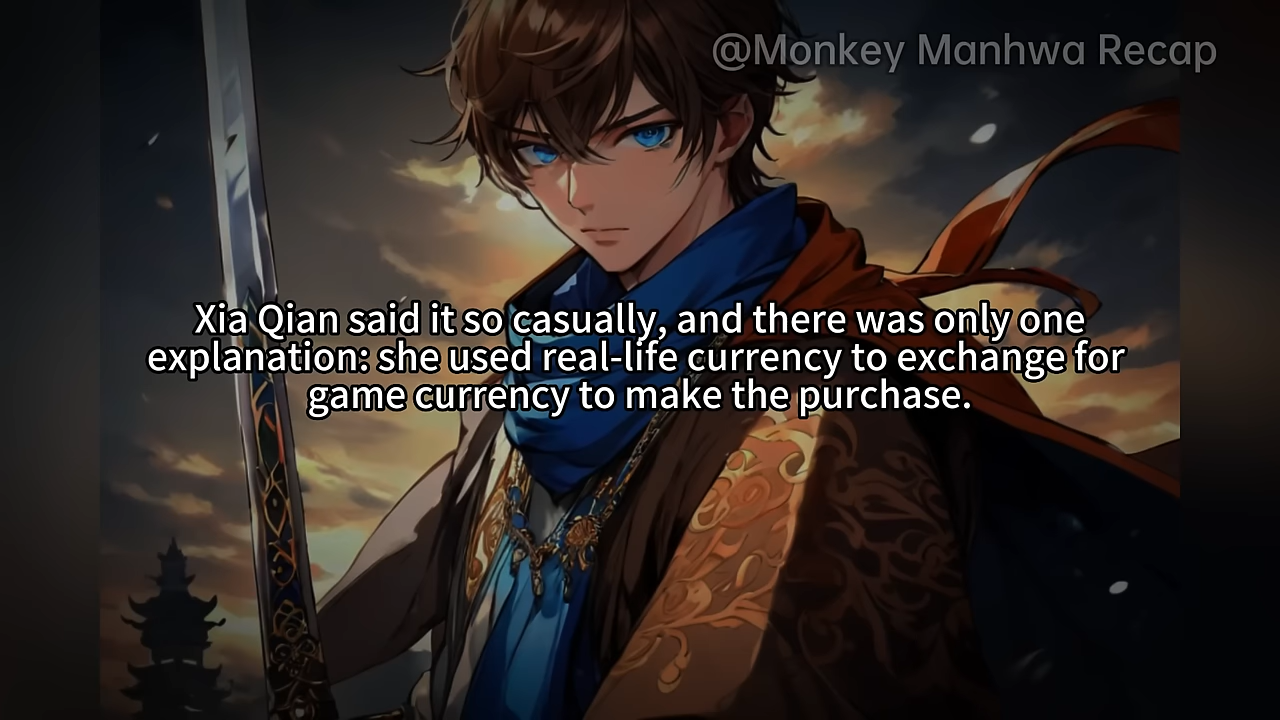 @Monkey Manhwa Recap
Xia Qian said it so casually, and there was only one
explanation: she used real-life currency to exchange for
game currency to make the purchase.